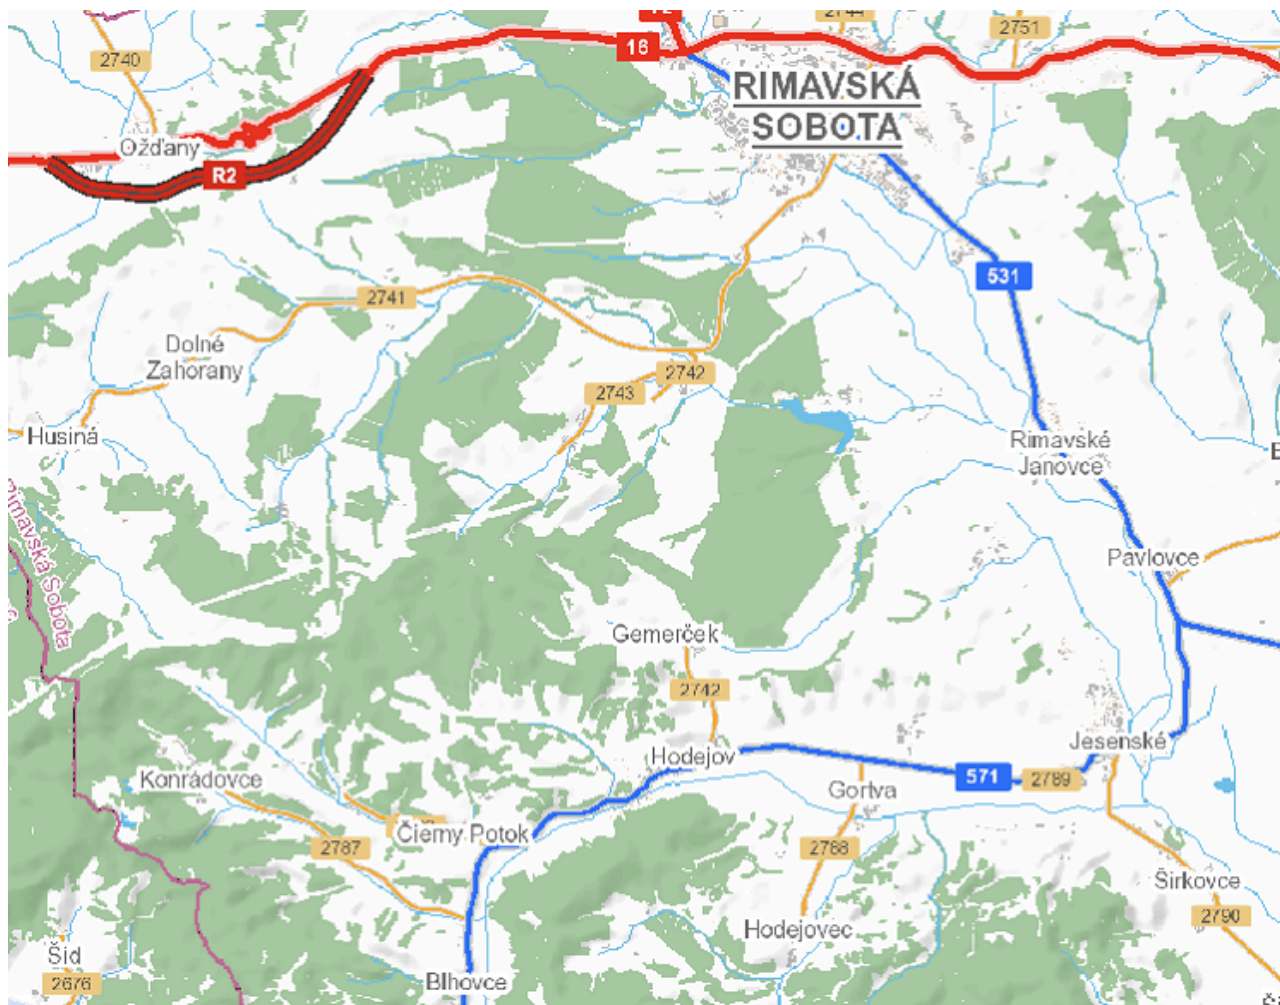 2744
2751
16
2740
RIMAVSKÁ
SOBOTA
Ožďany
R2
531
2741
Dolné
Zahorany
2742
2743
Husiná
Rimavské
Janovce
Rimavská Sobota
Pavlovce
Gemerček
2742
Jesenské
Hodejov
571
2789
Konrádovce
Gortva
Čierny Potok
2787
2788
Širkovce
2790
Hodejovec
Šíd
2676
Blhovce